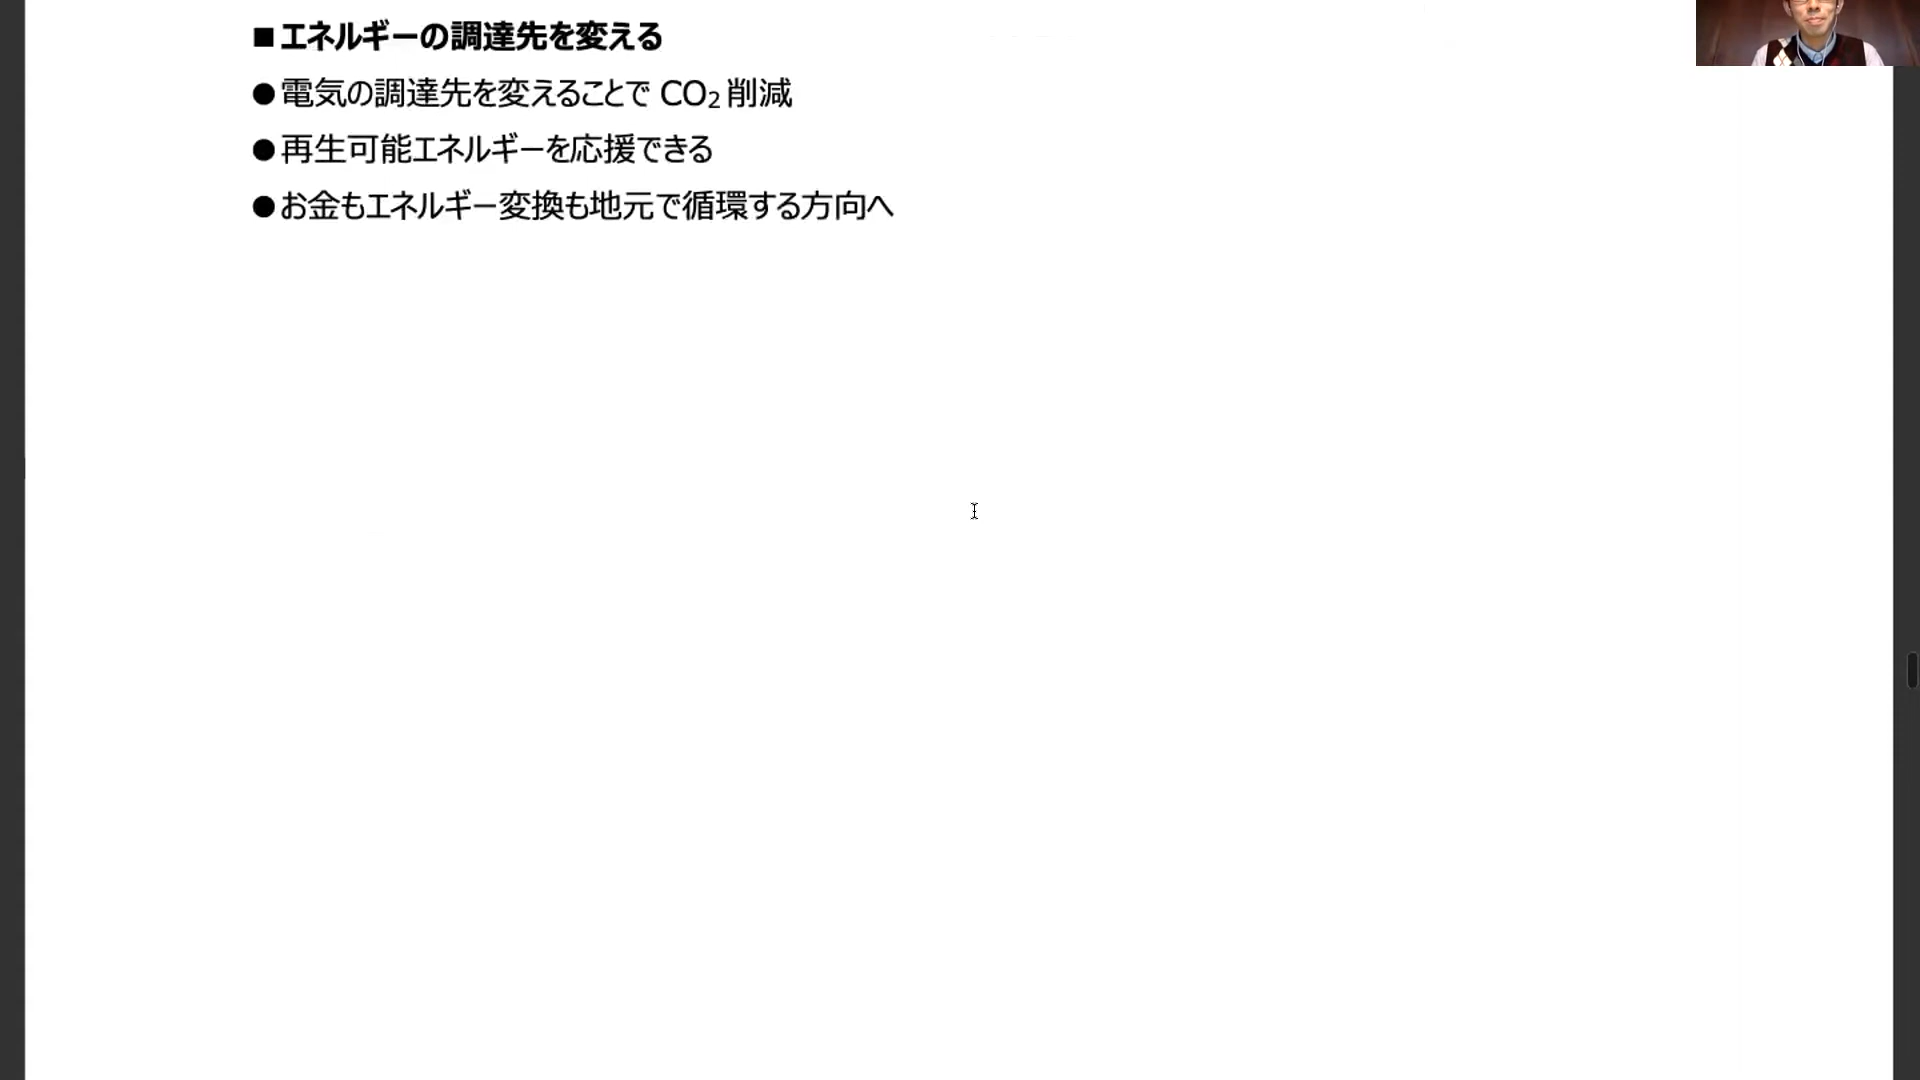 ■エネルギーの調達先を変える
●電気の調達先を変えることで CO₂ 削減
●再生可能エネルギーを応援できる
●お金もエネルギー変換も地元で循環する方向へ